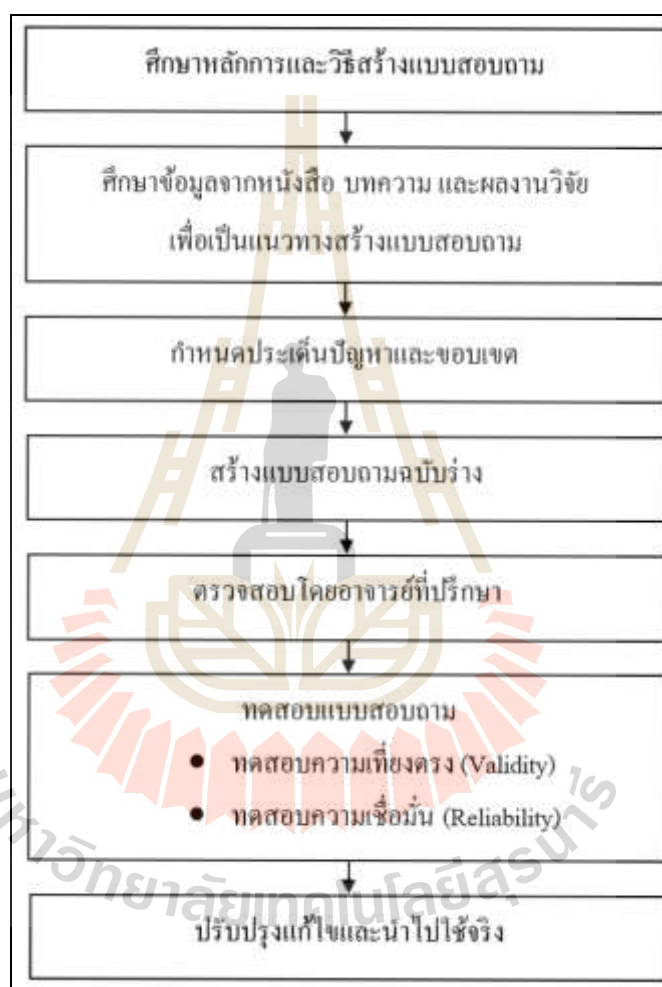 ศึกษาหลักการและวิธีสร้างแบบสอบถาม
ศึกษาข้อมูลจากหนังสือ บทความ และผลงานวิจัย
เพื่อเป็นแนวทางสร้างแบบสอบถาม
กำหนดประเด็นปัญหาและขอบเขต
สร้างแบบสอบถามฉบับร่าง
ตรวจสอบโดยอาจารย์ที่ปรึกษา
ทดสอบแบบสอบถาม
● ทดสอบความเที่ยงตรง (Validity)
● ทดสอบความเชื่อมั่น (Reliability)
ปรับปรุงแก้ไขและนำไปใช้จริง